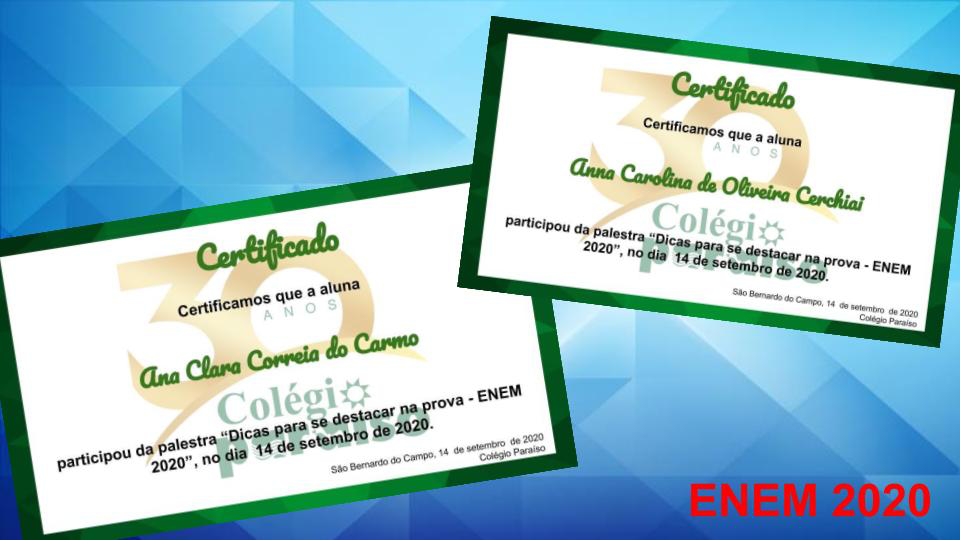 Certificado
30
Certificamos que a aluna
ANOS
Ana Clara Correia do Carmo
Colégio
paraíso
participou da palestra “Dicas para se destacar na prova - ENEM
2020”, no dia 14 de setembro de 2020.
São Bernardo do Campo, 14 de setembro de 2020
Colégio Paraíso
Certificado
30
Certificamos que a aluna
ANOS
Anna Carolina de Oliveira Cerchiai
Colégio
paraíso
participou da palestra “Dicas para se destacar na prova - ENEM
2020”, no dia 14 de setembro de 2020.
São Bernardo do Campo, 14 de setembro de 2020
Colégio Paraíso
ENEM 2020